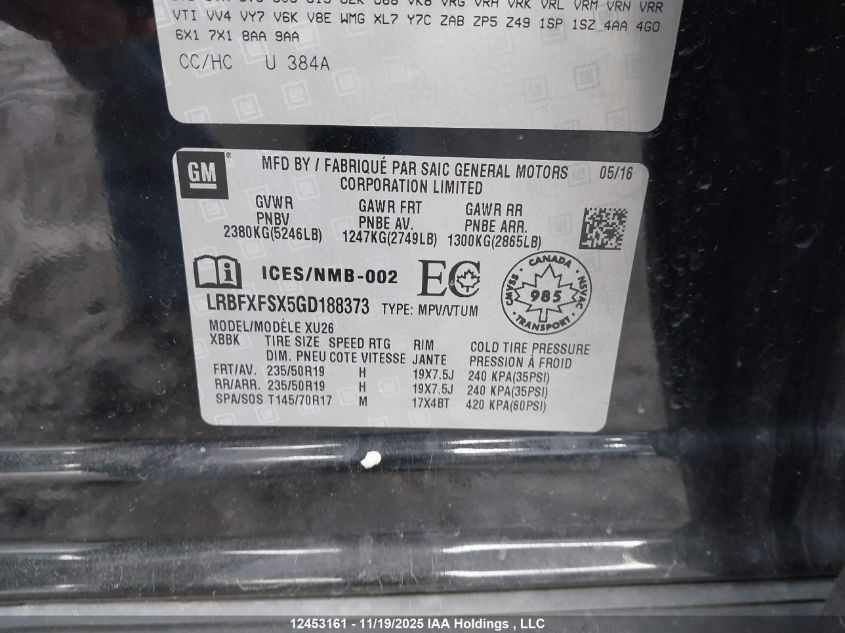 VTI VV4 VY7 V6K V8E WMG XL7 Y7C ZAB ZP5 Z49 1SP 1SZ 4AA 4GO
6X1 7X1 8AA 9AA
CC/HC U 384A
GM
MFD BY / FABRIQUÉ PAR SAIC GENERAL MOTORS
CORPORATION LIMITED
05/16
GVWR
PNBV
2380KG(5246LB)
GAWR FRT
PNBE AV.
1247KG(2749LB)
GAWR RR
PNBE ARR.
1300KG(2865LB)
ICES/NMB-002
EC
CANADA
CMVSS
985
NSVAC
TRANSPORT
LRBFXFSX5GD188373 TYPE: MPV/VTUM
MODEL/MODÈLE XU26
XBBK TIRE SIZE SPEED RTG RIM COLD TIRE PRESSURE
DIM. PNEU COTE VITESSE JANTE PRESSION À FROID
FRT/AV. 235/50R19 H 19X7.5J 240 KPA(35PSI)
RR/ARR. 235/50R19 H 19X7.5J 240 KPA(35PSI)
SPA/SOS T145/70R17 M 17X4BT 420 KPA(60PSI)
12453161 - 11/19/2025 IAA Holdings , LLC